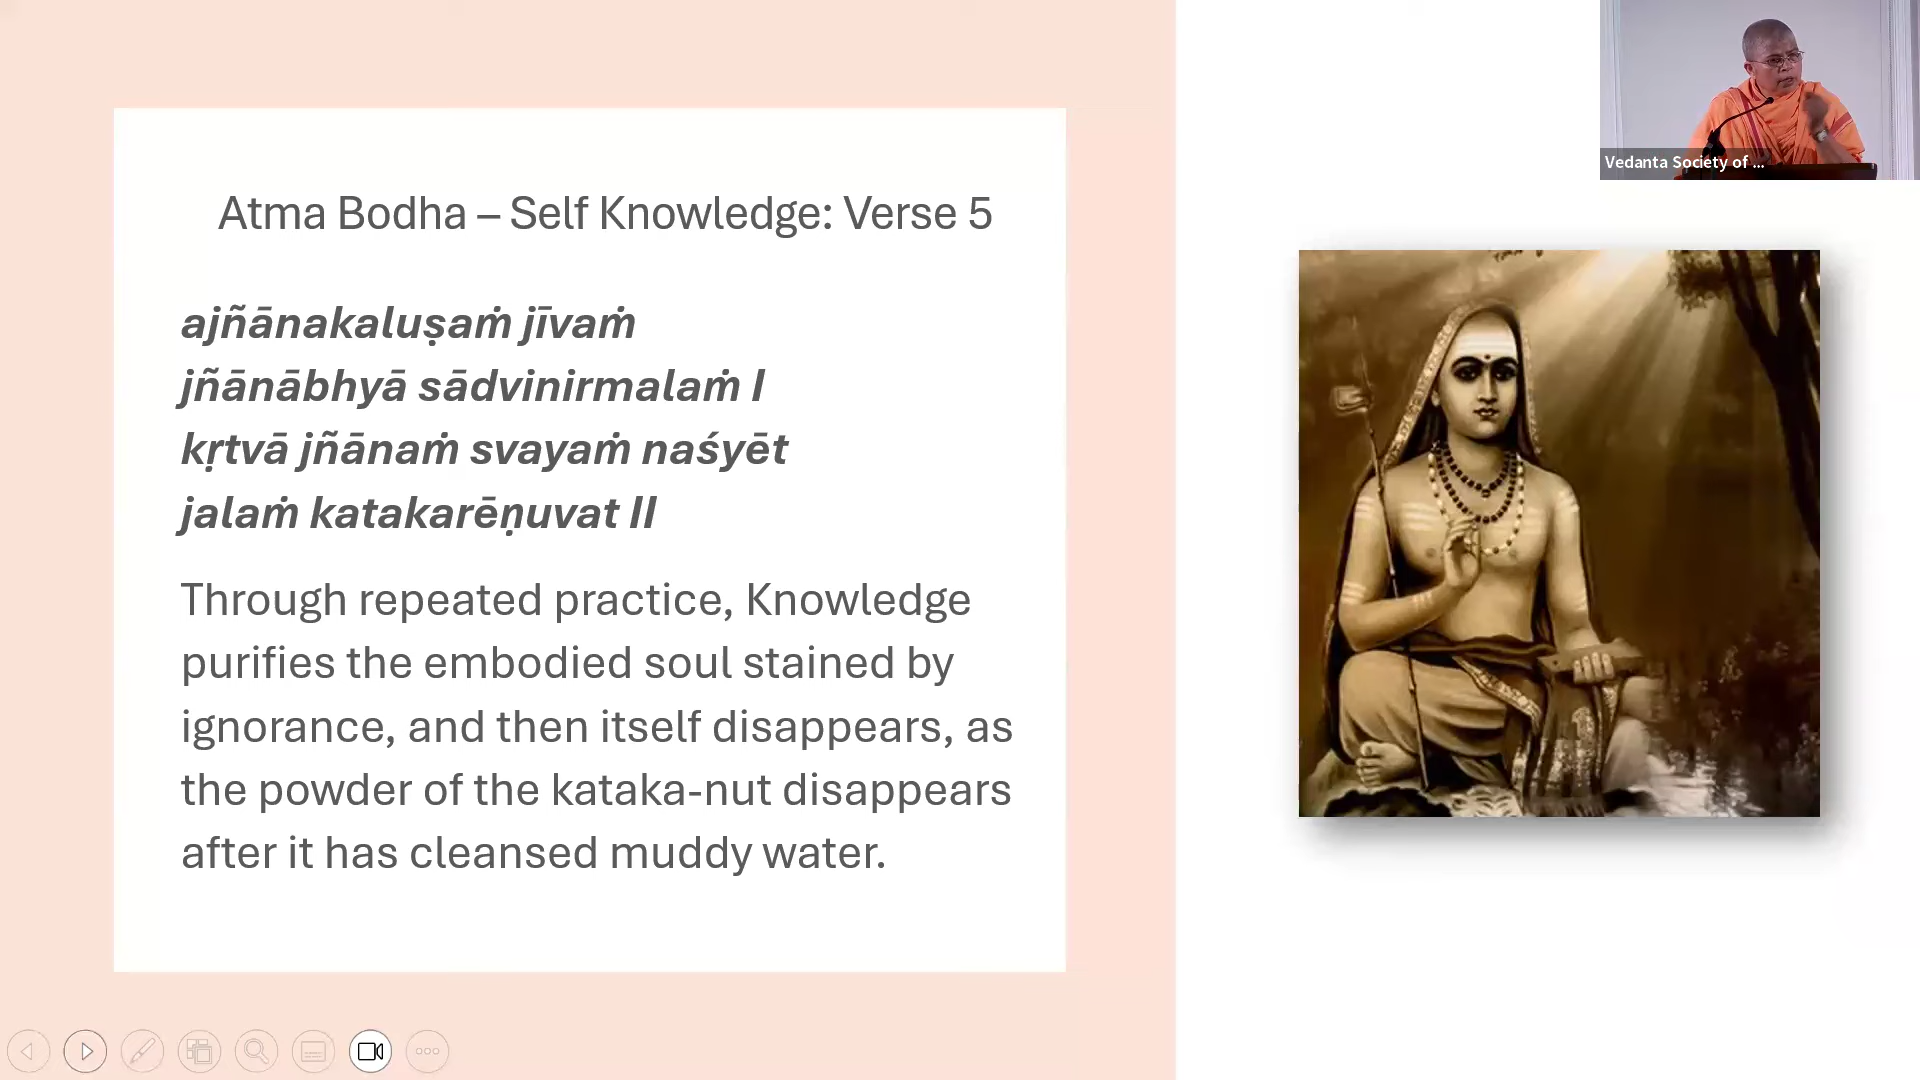 Atma Bodha – Self Knowledge: Verse 5
ajñānakaluṣaṁ jīvaṁ
jñānābhyā sādvinirmalaṁ I
kṛtvā jñānaṁ svayaṁ naśyēt
jalaṁ katakarēṇuvat II
Through repeated practice, Knowledge
purifies the embodied soul stained by
ignorance, and then itself disappears, as
the powder of the kataka-nut disappears
after it has cleansed muddy water.
Vedanta Society of ...